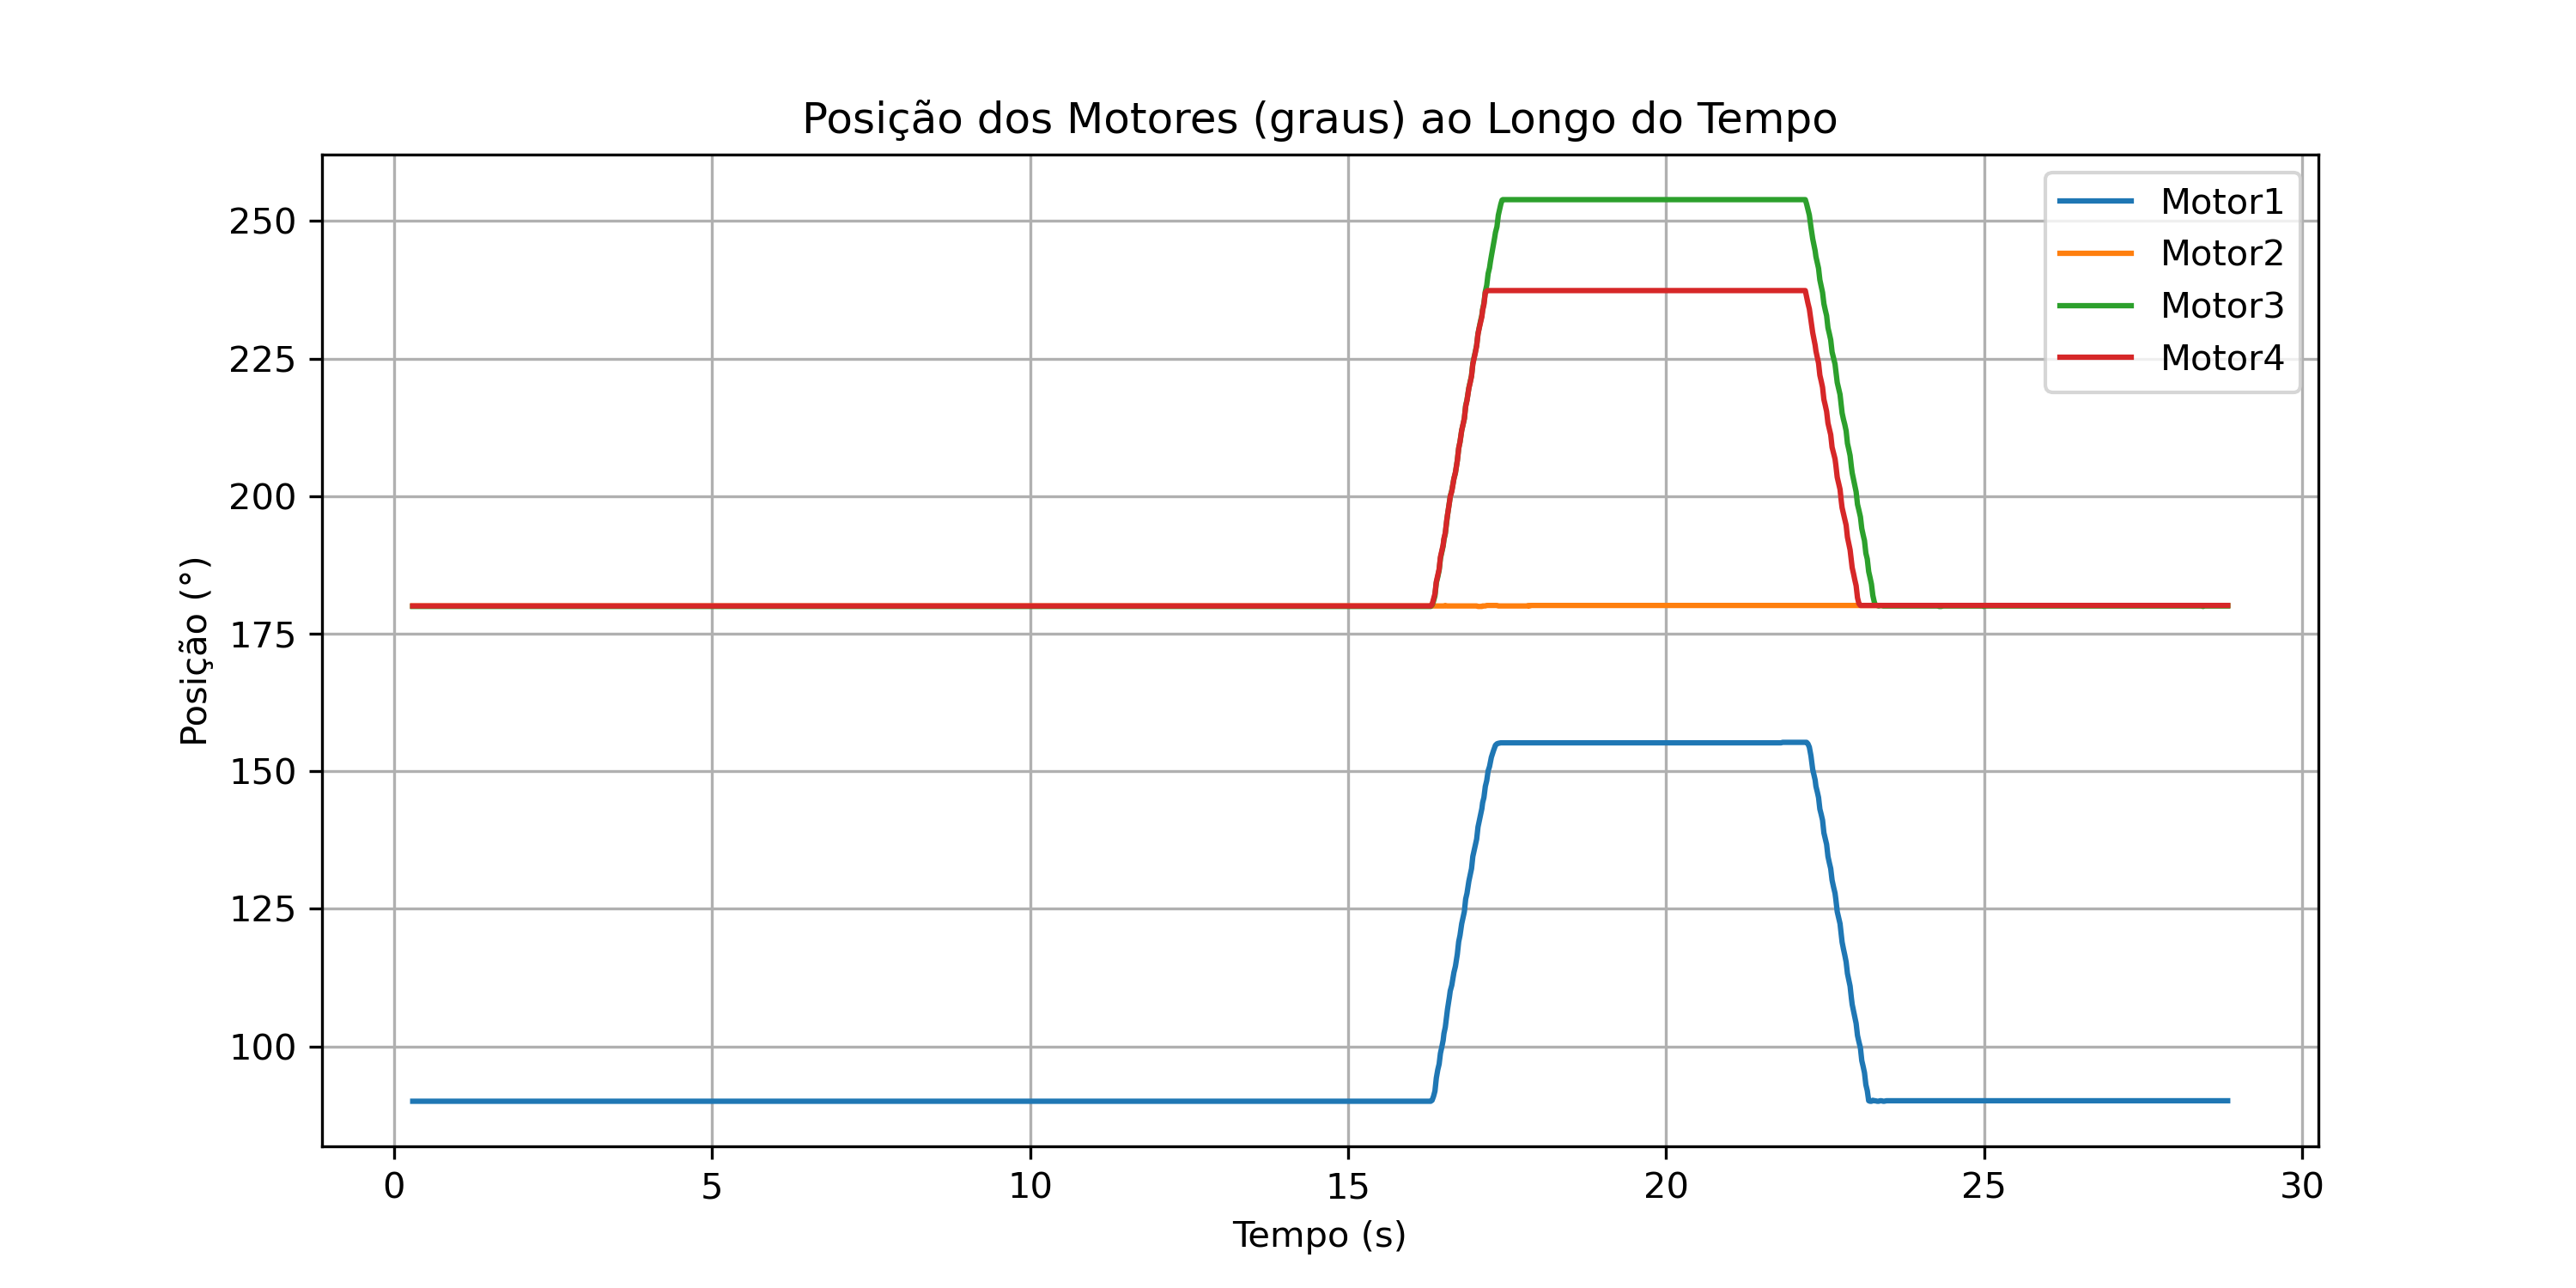 Posição dos Motores (graus) ao Longo do Tempo
Motor1
Motor2
Motor3
Motor4
250
225
200
175
150
125
100
Posição (°)
0 5 10 15 20 25 30
Tempo (s)